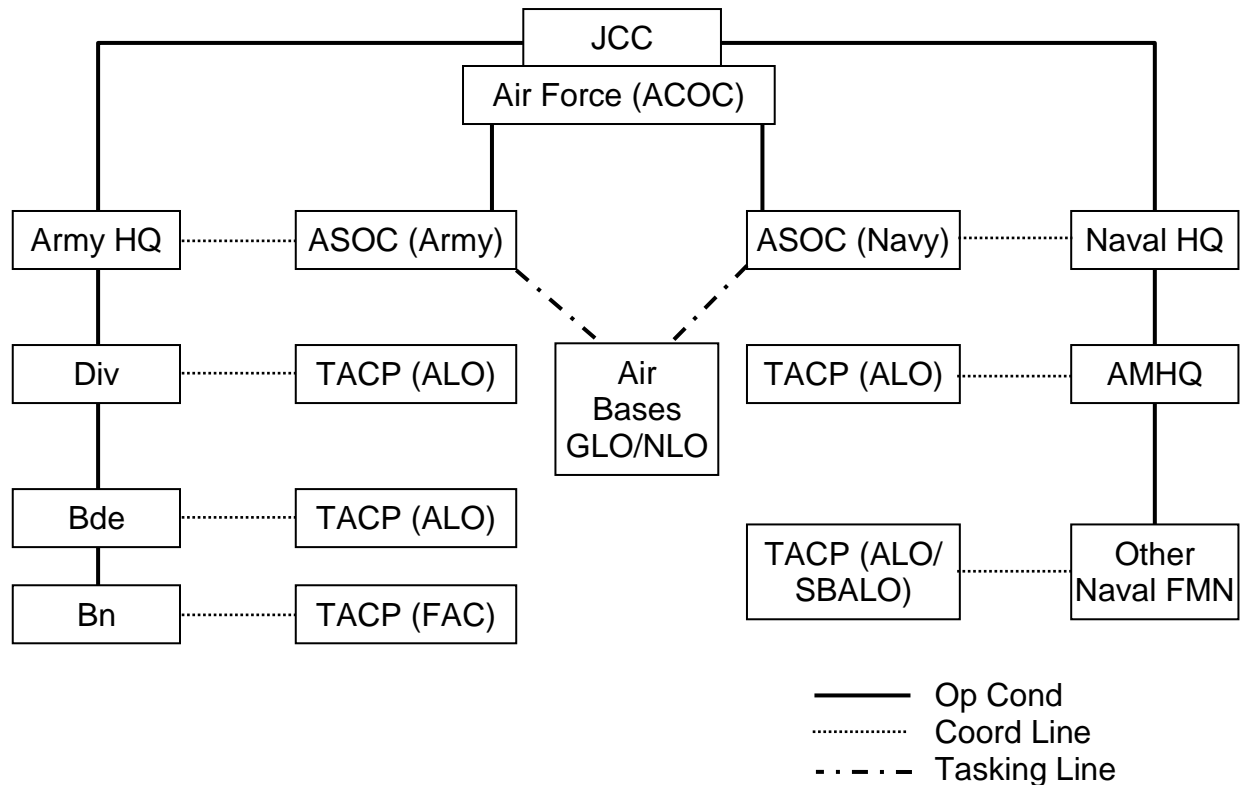 JCC
Air Force (ACOC)
Army HQ
ASOC (Army)
ASOC (Navy)
Naval HQ
Div
TACP (ALO)
Air
Bases
GLO/NLO
TACP (ALO)
AMHQ
Bde
TACP (ALO)
TACP (ALO/
SBALO)
Other
Naval FMN
Bn
TACP (FAC)
Op Cond
Coord Line
Tasking Line